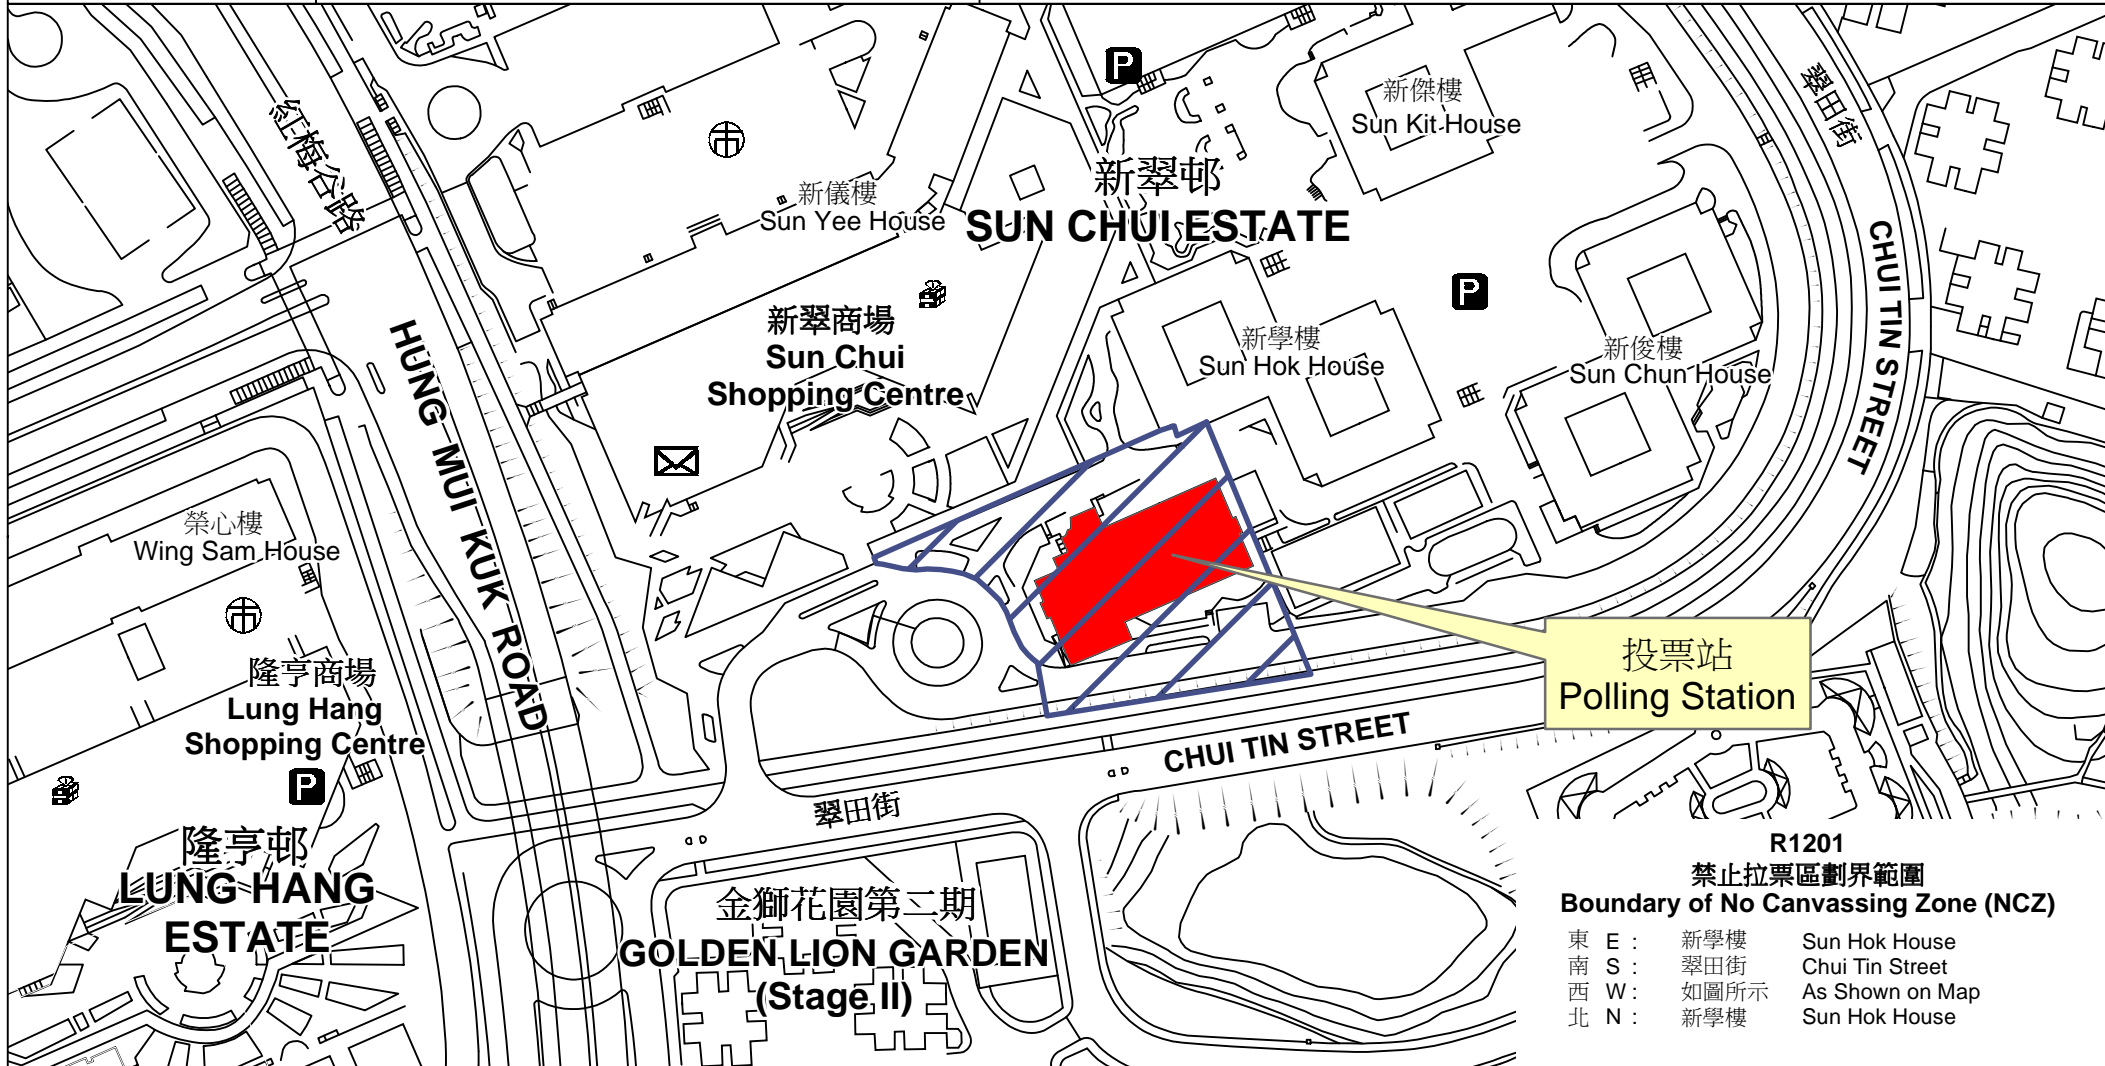 P
新傑樓
Sun Kit House
翠田街
紅梅谷路
新翠邨
SUN CHUI ESTATE
新儀樓
Sun Yee House
CHUI TIN STREET
P
新翠商場
Sun Chui
Shopping Centre
新學樓
Sun Hok House
新俊樓
Sun Chun House
HUNG MUI KUK ROAD
榮心樓
Wing Sam House
投票站
Polling Station
隆亨商場
Lung Hang
Shopping Centre
P
CHUI TIN STREET
翠田街
隆亨邨
LUNG HANG
ESTATE
金獅花園第二期
GOLDEN LION GARDEN
(Stage II)
R1201
禁止拉票區劃界範圍
Boundary of No Canvassing Zone (NCZ)
東 E : 新學樓 Sun Hok House
南 S : 翠田街 Chui Tin Street
西 W : 如圖所示 As Shown on Map
北 N : 新學樓 Sun Hok House